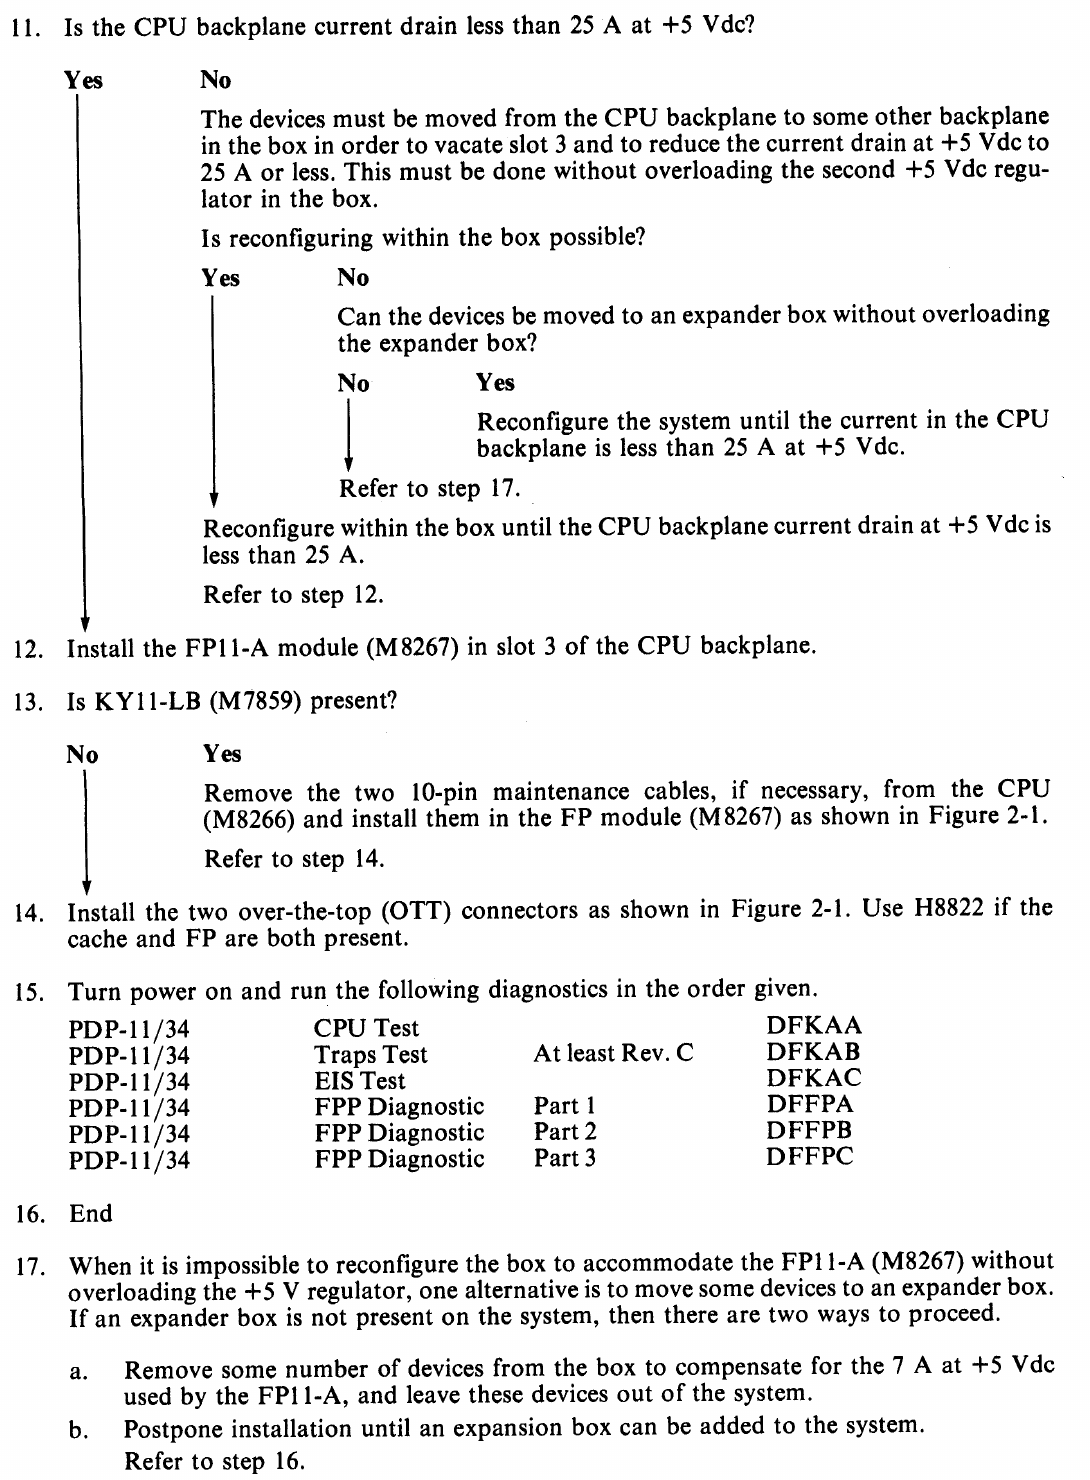 11. Is the CPU backplane current drain less than 25 A at +5 Vdc?
Yes No
The devices must be moved from the CPU backplane to some other backplane
in the box in order to vacate slot 3 and to reduce the current drain at +5 Vdc to
25 A or less. This must be done without overloading the second +5 Vdc regu-
lator in the box.
Is reconfiguring within the box possible?
Yes No
Can the devices be moved to an expander box without overloading
the expander box?
No Yes
Reconfigure the system until the current in the CPU
backplane is less than 25 A at +5 Vdc.
Refer to step 17.
Reconfigure within the box until the CPU backplane current drain at +5 Vdc is
less than 25 A.
Refer to step 12.
12. Install the FP11-A module (M8267) in slot 3 of the CPU backplane.
13. Is KY11-LB (M7859) present?
No Yes
Remove the two 10-pin maintenance cables, if necessary, from the CPU
(M8266) and install them in the FP module (M8267) as shown in Figure 2-1.
Refer to step 14.
14. Install the two over-the-top (OTT) connectors as shown in Figure 2-1. Use H8822 if the
cache and FP are both present.
15. Turn power on and run the following diagnostics in the order given.
PDP-11/34 CPU Test DFKAA
PDP-11/34 Traps Test At least Rev. C DFKAB
PDP-11/34 EIS Test DFKAC
PDP-11/34 FPP Diagnostic Part 1 DFFPA
PDP-11/34 FPP Diagnostic Part 2 DFFPB
PDP-11/34 FPP Diagnostic Part 3 DFFPC
16. End
17. When it is impossible to reconfigure the box to accommodate the FP11-A (M8267) without
overloading the +5 V regulator, one alternative is to move some devices to an expander box.
If an expander box is not present on the system, then there are two ways to proceed.
a. Remove some number of devices from the box to compensate for the 7 A at +5 Vdc
used by the FP11-A, and leave these devices out of the system.
b. Postpone installation until an expansion box can be added to the system.
Refer to step 16.